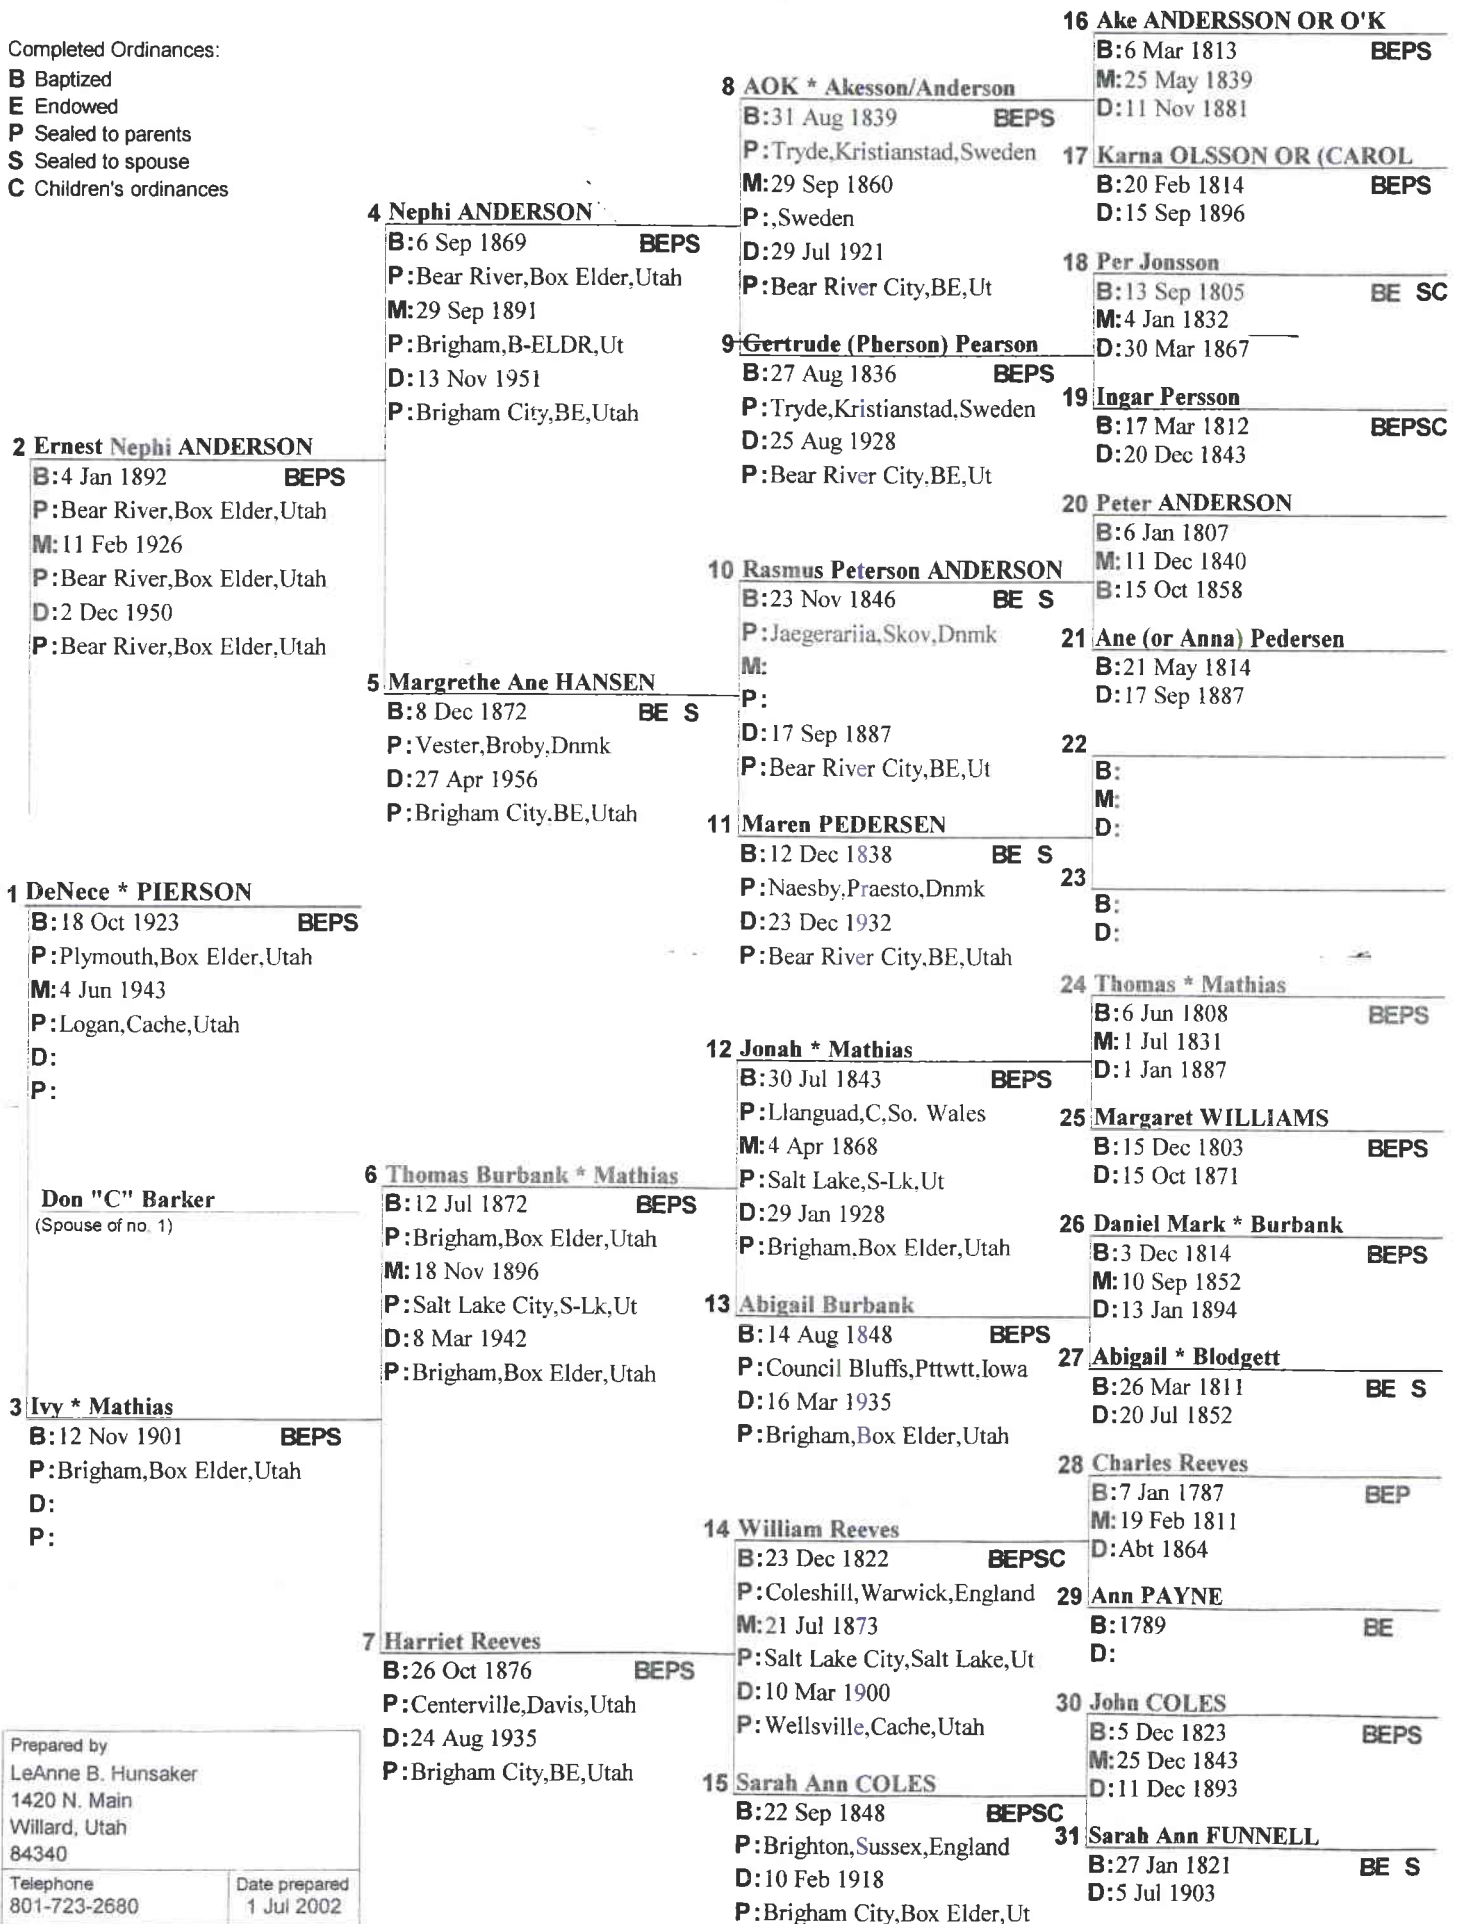 Completed Ordinances:
B Baptized
E Endowed
P Sealed to parents
S Sealed to spouse
C Children's ordinances
1 DeNece * PIERSON
B:18 Oct 1923 BEPS
P:Plymouth,Box Elder,Utah
M:4 Jun 1943
P:Logan,Cache,Utah
D:
P:
Don "C" Barker
(Spouse of no. 1)
2 Ernest Nephi ANDERSON
B:4 Jan 1892 BEPS
P:Bear River,Box Elder,Utah
M:11 Feb 1926
P:Bear River,Box Elder,Utah
D:2 Dec 1950
P:Bear River,Box Elder,Utah
3 Ivy * Mathias
B:12 Nov 1901 BEPS
P:Brigham,Box Elder,Utah
D:
P:
4 Nephi ANDERSON
B:6 Sep 1869 BEPS
P:Bear River,Box Elder,Utah
M:29 Sep 1891
P:Brigham,B-ELDR,Ut
D:13 Nov 1951
P:Brigham City,BE,Utah
5 Margrethe Ane HANSEN
B:8 Dec 1872 BE S
P:Vester,Broby,Dnmk
D:27 Apr 1956
P:Brigham City,BE,Utah
6 Thomas Burbank * Mathias
B:12 Jul 1872 BEPS
P:Brigham,Box Elder,Utah
M:18 Nov 1896
P:Salt Lake City,S-Lk,Ut
D:8 Mar 1942
P:Brigham,Box Elder,Utah
7 Harriet Reeves
B:26 Oct 1876 BEPS
P:Centerville,Davis,Utah
D:24 Aug 1935
P:Brigham City,BE,Utah
8 AOK * Akesson/Anderson
B:31 Aug 1839 BEPS
P:Tryde,Kristianstad,Sweden
M:29 Sep 1860
P:,Sweden
D:29 Jul 1921
P:Bear River City,BE,Ut
9 Gertrude (Pherson) Pearson
B:27 Aug 1836 BEPS
P:Tryde,Kristianstad,Sweden
D:25 Aug 1928
P:Bear River City,BE,Ut
10 Rasmus Peterson ANDERSON
B:23 Nov 1846 BE S
P:Jaegerariia,Skov,Dnmk
M:
P:
D:17 Sep 1887
P:Bear River City,BE,Ut
11 Maren PEDERSEN
B:12 Dec 1838 BE S
P:Naesby,Praesto,Dnmk
D:23 Dec 1932
P:Bear River City,BE,Utah
12 Jonah * Mathias
B:30 Jul 1843 BEPS
P:Llanguad,C,So. Wales
M:4 Apr 1868
P:Salt Lake,S-Lk,Ut
D:29 Jan 1928
P:Brigham,Box Elder,Utah
13 Abigail Burbank
B:14 Aug 1848 BEPS
P:Council Bluffs,Pttwtt,Iowa
D:16 Mar 1935
P:Brigham,Box Elder,Utah
14 William Reeves
B:23 Dec 1822 BEPSC
P:Coleshill,Warwick,England
M:21 Jul 1873
P:Salt Lake City,Salt Lake,Ut
D:10 Mar 1900
P:Wellsville,Cache,Utah
15 Sarah Ann COLES
B:22 Sep 1848 BEPSC
P:Brighton,Sussex,England
D:10 Feb 1918
P:Brigham City,Box Elder,Ut
16 Ake ANDERSSON OR O'K
B:6 Mar 1813 BEPS
M:25 May 1839
D:11 Nov 1881
17 Karna OLSSON OR (CAROL
B:20 Feb 1814 BEPS
D:15 Sep 1896
18 Per Jonsson
B:13 Sep 1805 BE SC
M:4 Jan 1832
D:30 Mar 1867
19 Ingar Persson
B:17 Mar 1812 BEPSC
D:20 Dec 1843
20 Peter ANDERSON
B:6 Jan 1807
M:11 Dec 1840
B:15 Oct 1858
21 Ane (or Anna) Pedersen
B:21 May 1814
D:17 Sep 1887
22
B:
M:
D:
23
B:
D:
24 Thomas * Mathias
B:6 Jun 1808 BEPS
M:1 Jul 1831
D:1 Jan 1887
25 Margaret WILLIAMS
B:15 Dec 1803 BEPS
D:15 Oct 1871
26 Daniel Mark * Burbank
B:3 Dec 1814 BEPS
M:10 Sep 1852
D:13 Jan 1894
27 Abigail * Blodgett
B:26 Mar 1811 BE S
D:20 Jul 1852
28 Charles Reeves
B:7 Jan 1787 BEP
M:19 Feb 1811
D:Abt 1864
29 Ann PAYNE
B:1789 BE
D:
30 John COLES
B:5 Dec 1823 BEPS
M:25 Dec 1843
D:11 Dec 1893
31 Sarah Ann FUNNELL
B:27 Jan 1821 BE S
D:5 Jul 1903
Prepared by
LeAnne B. Hunsaker
1420 N. Main
Willard, Utah
84340
Telephone
801-723-2680
Date prepared
1 Jul 2002